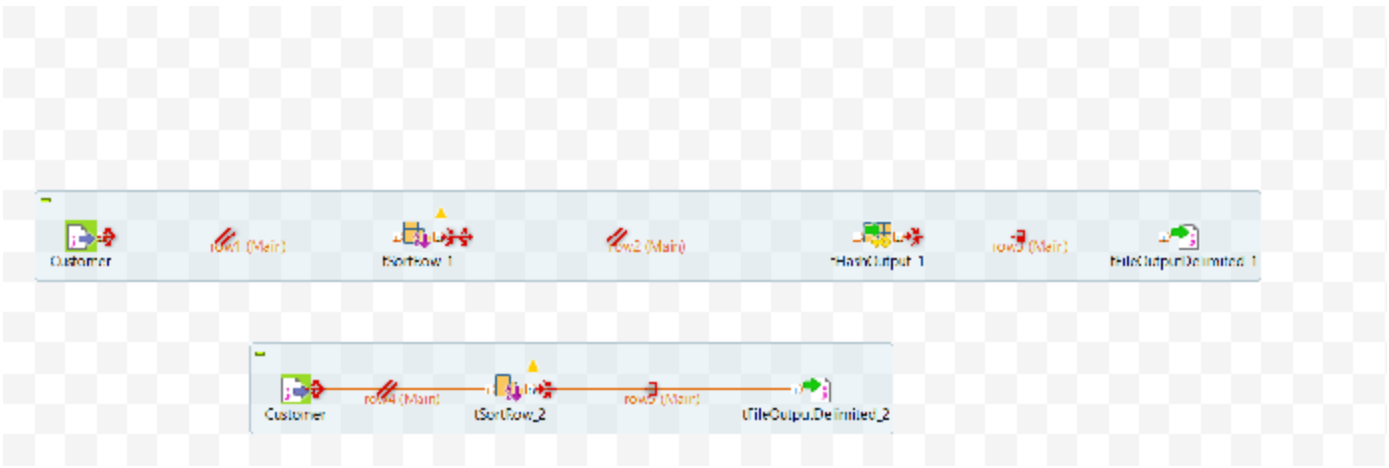 row1 (Main)
row2 (Main)
row3 (Main)
Customer
tSortRow_1
tHashOutput_1
tFileOutputDelimited_1
row4 (Main)
row5 (Main)
Customer
tSortRow_2
tFileOutputDelimited_2